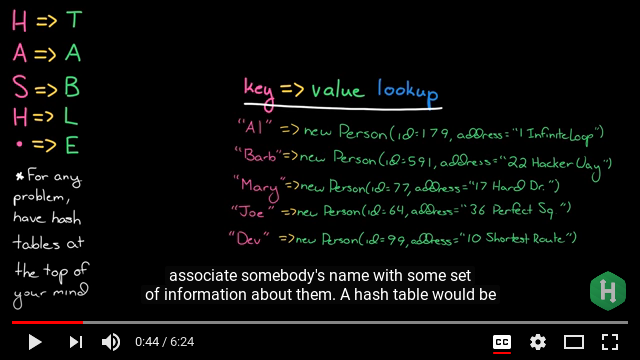 H => T
A => A
S => B
H => L
• => E
* For any
problem,
have hash
tables at
the top of
your mind
key => value lookup
"Al" => new Person(id=179, address="1 Infinite Loop")
"Barb" => new Person(id=591, address="22 Hacker Way")
"Mary" => new Person(id=77, address="17 Hard Dr.")
"Joe" => new Person(id=64, address="36 Perfect Sq")
"Dev" => new Person(id=99, address="10 Shortest Route")
associate somebody's name with some set
of information about them. A hash table would be
H
0:44 / 6:24
CC